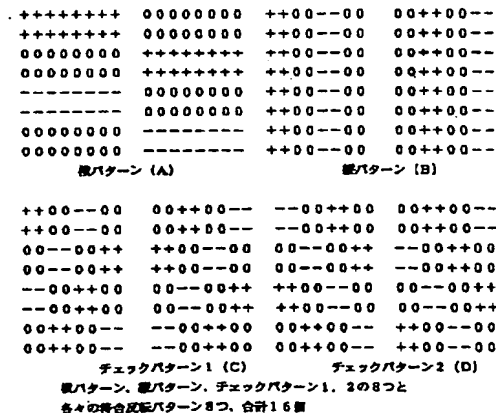 ++++++++ 00000000 ++00--00 00++00--
++++++++ 00000000 ++00--00 00++00--
00000000 ++++++++ ++00--00 00++00--
00000000 ++++++++ ++00--00 00++00--
-------- 00000000 ++00--00 00++00--
-------- 00000000 ++00--00 00++00--
00000000 -------- ++00--00 00++00--
00000000 -------- ++00--00 00++00--
横パターン (A) 縦パターン (B)
++00--00 00++00-- --00++00 00++00--
++00--00 00++00-- --00++00 00++00--
00--00++ ++00--00 00--00++ --00++00
00--00++ ++00--00 00--00++ --00++00
--00++00 00--00++ ++00--00 00--00++
--00++00 00--00++ ++00--00 00--00++
00++00-- --00++00 00++00-- ++00--00
00++00-- --00++00 00++00-- ++00--00
チェックパターン1 (C) チェックパターン2 (D)
横パターン、縦パターン、チェックパターン1、2の8つと
各々の符合反転パターン8つ、合計16個